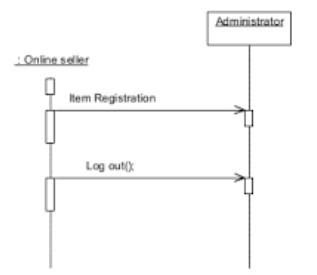 Administrator
: Online seller
Item Registration
Log out();